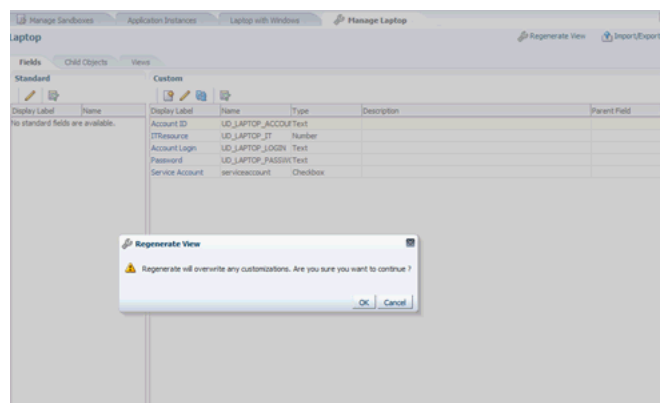 Manage Sandboxes Application Instances Laptop with Windows Manage Laptop
Laptop Regenerate View Import/Export
Fields Child Objects Views
Standard Custom
Display Label Name Display Label Name Type Description Parent Field
No standard fields are available. Account ID UD_LAPTOP_ACCOU Text
ITResource UD_LAPTOP_IT Number
Account Login UD_LAPTOP_LOGIN Text
Password UD_LAPTOP_PASSW Text
Service Account serviceaccount Checkbox
Regenerate View
Regenerate will overwrite any customizations. Are you sure you want to continue ?
OK Cancel